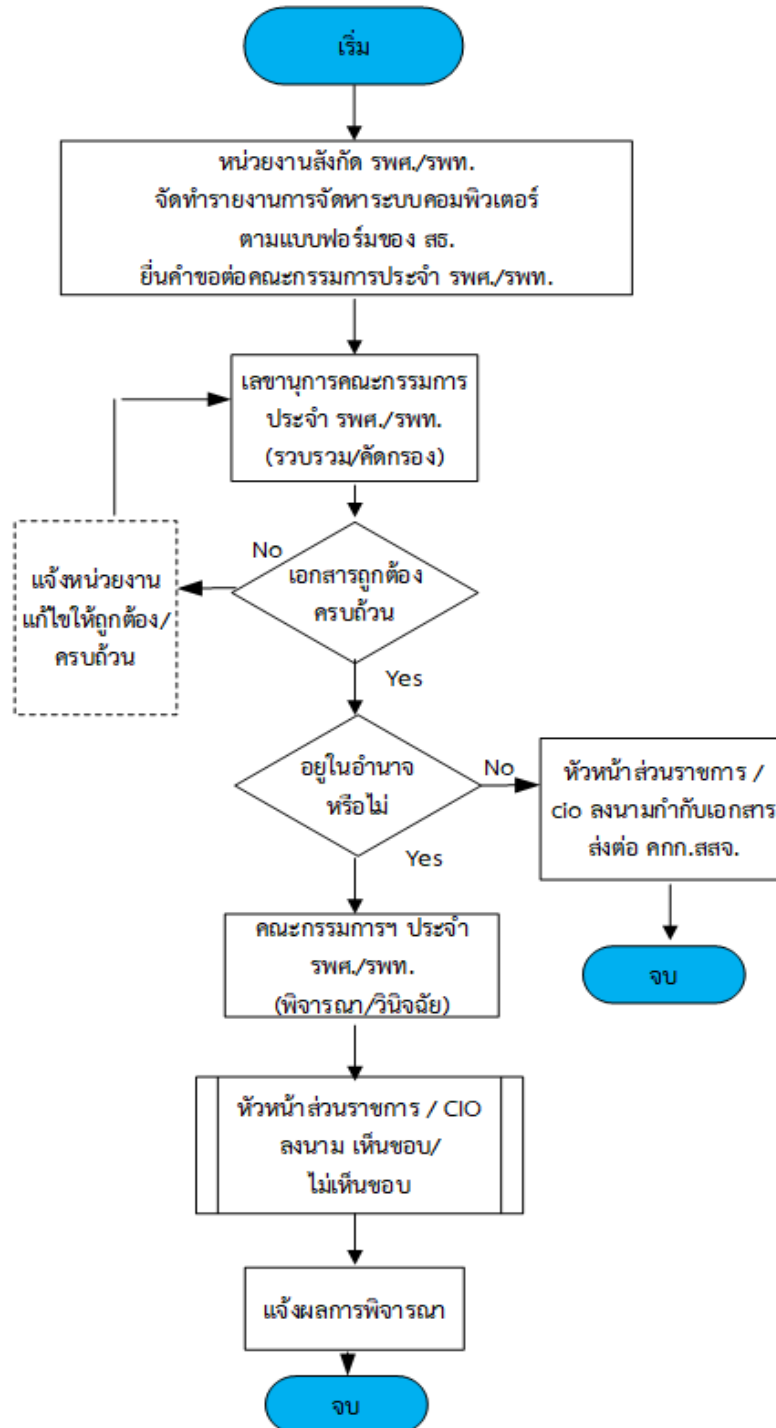 เริ่ม
หน่วยงานสังกัด รพศ./รพท.
จัดทำรายงานการจัดหาระบบคอมพิวเตอร์
ตามแบบฟอร์มของ สธ.
ยื่นคำขอต่อคณะกรรมการประจำ รพศ./รพท.
เลขานุการคณะกรรมการ
ประจำ รพศ./รพท.
(รวบรวม/คัดกรอง)
No
เอกสารถูกต้อง
ครบถ้วน
แจ้งหน่วยงาน
แก้ไขให้ถูกต้อง/
ครบถ้วน
Yes
อยู่ในอำนาจ
หรือไม่
No
หัวหน้าส่วนราชการ /
cio ลงนามกำกับเอกสาร
ส่งต่อ คกก.สสจ.
จบ
Yes
คณะกรรมการฯ ประจำ
รพศ./รพท.
(พิจารณา/วินิจฉัย)
หัวหน้าส่วนราชการ / CIO
ลงนาม เห็นชอบ/
ไม่เห็นชอบ
แจ้งผลการพิจารณา
จบ